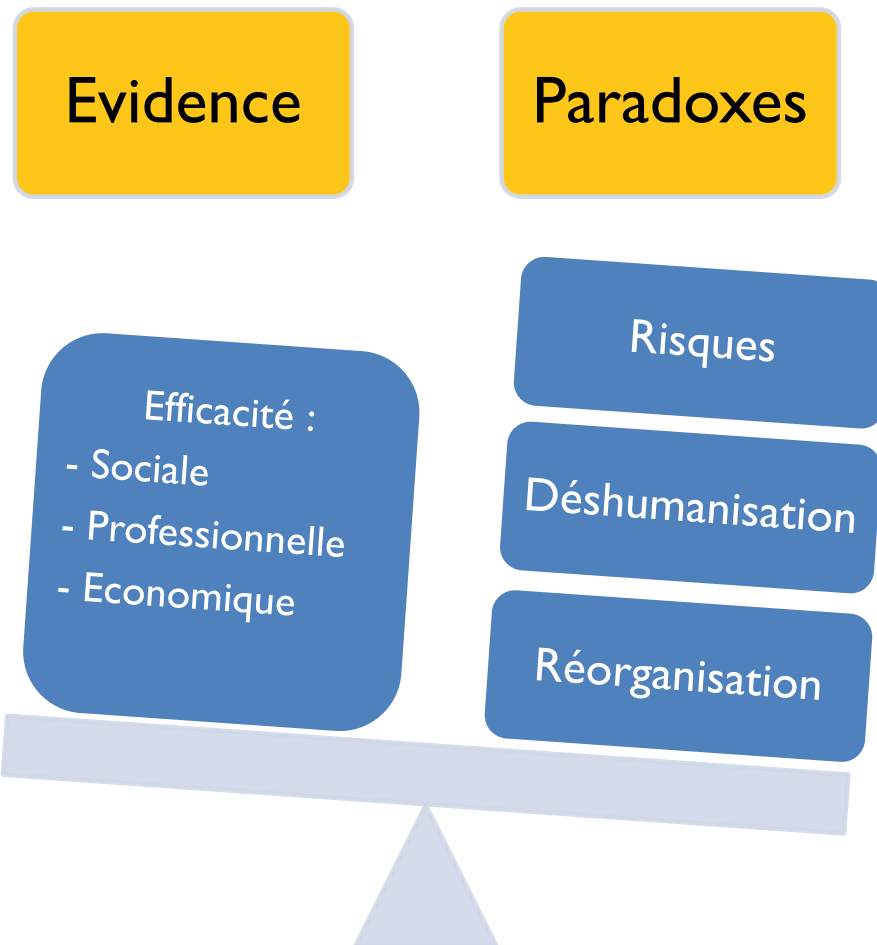 Evidence
Paradoxes
Efficacité :
- Sociale
- Professionnelle
- Economique
Risques
Déshumanisation
Réorganisation